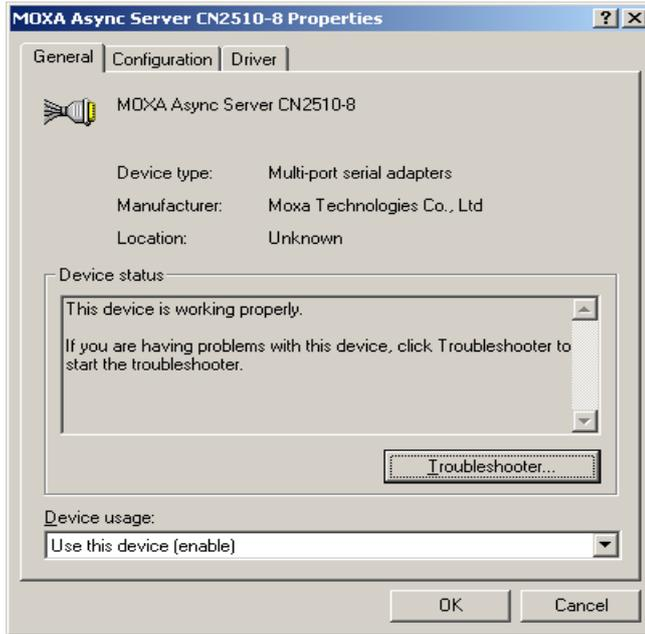 MOXA Async Server CN2510-8 Properties
General
Configuration
Driver
MOXA Async Server CN2510-8
Device type: Multi-port serial adapters
Manufacturer: Moxa Technologies Co., Ltd
Location: Unknown
Device status
This device is working properly.
If you are having problems with this device, click Troubleshooter to
start the troubleshooter.
Troubleshooter...
Device usage:
Use this device (enable)
OK
Cancel